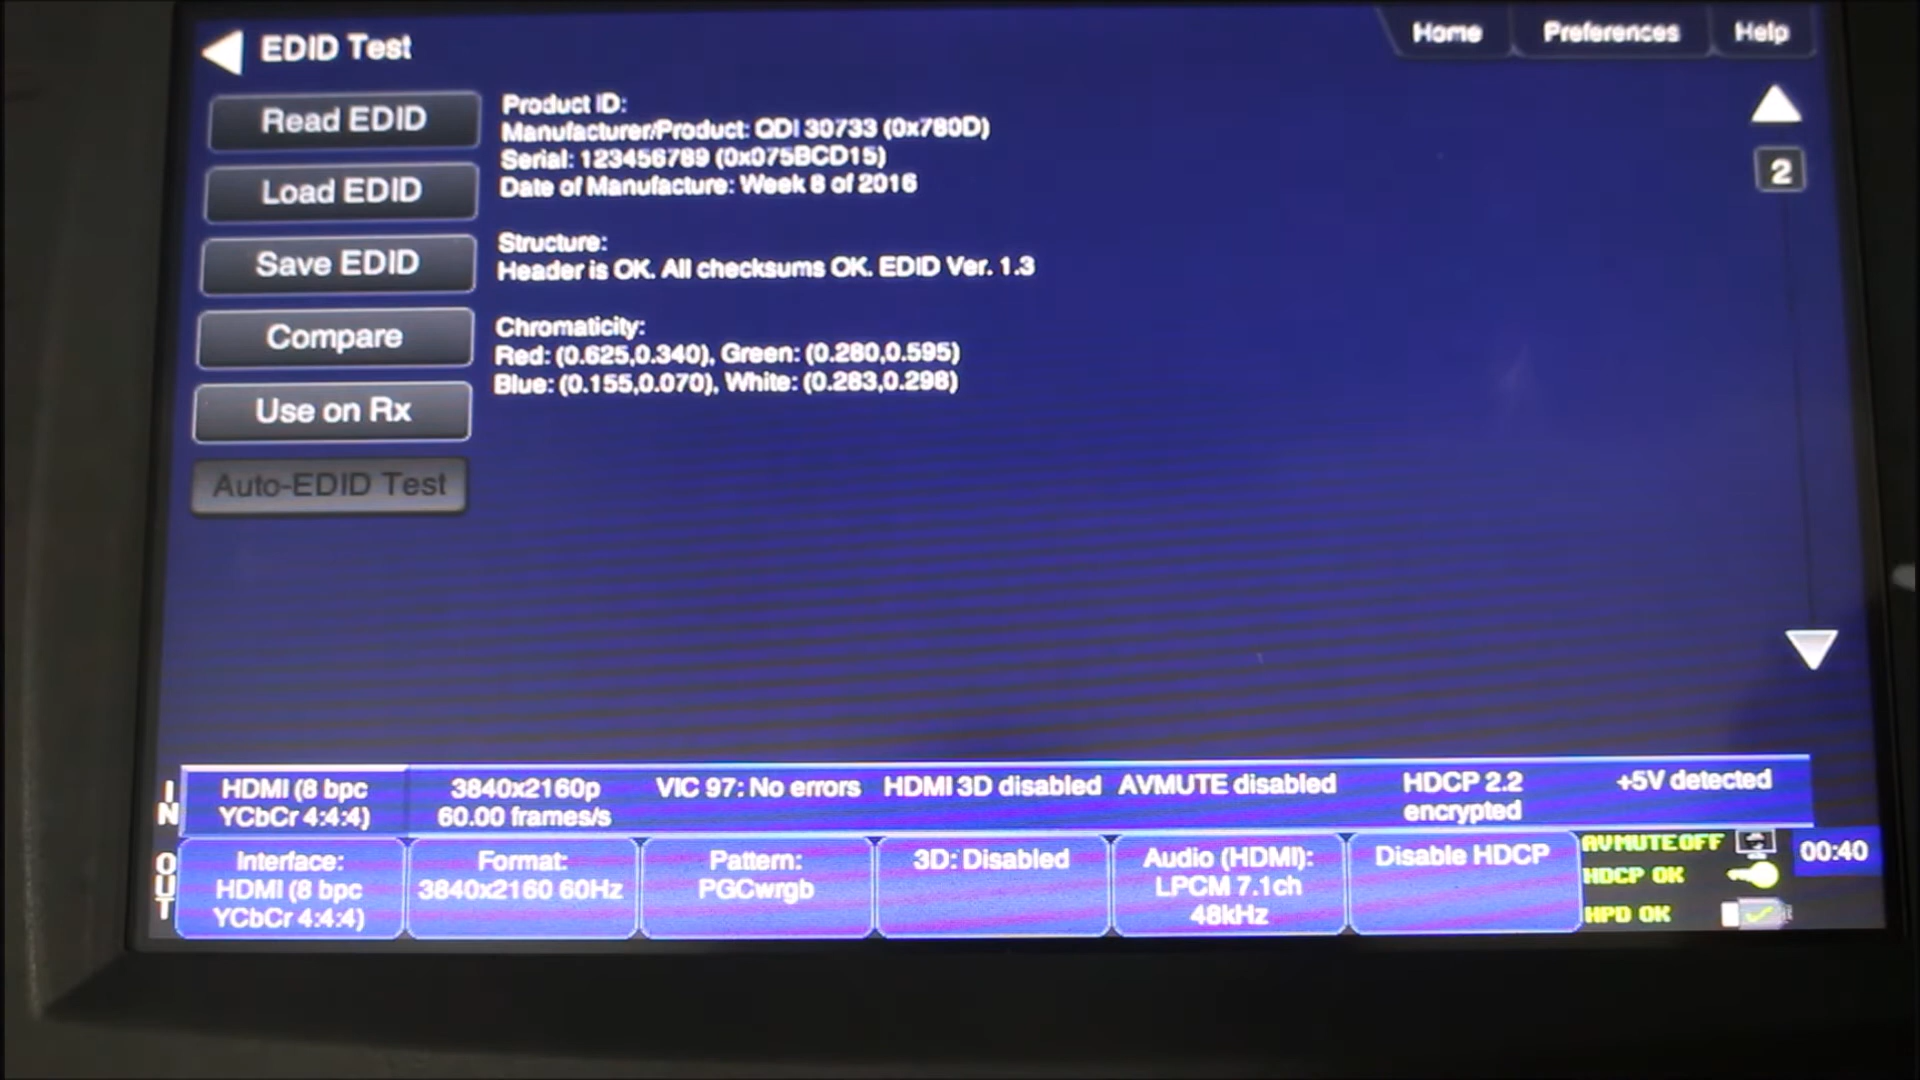 EDID Test
Home
Preferences
Help
Read EDID
Load EDID
Save EDID
Compare
Use on Rx
Auto-EDID Test
Product ID:
Manufacturer/Product: QDI 30733 (0x780D)
Serial: 123456789 (0x075BCD15)
Date of Manufacture: Week 8 of 2016
Structure:
Header is OK. All checksums OK. EDID Ver. 1.3
Chromaticity:
Red: (0.625,0.340), Green: (0.280,0.595)
Blue: (0.155,0.070), White: (0.283,0.298)
2
IN
HDMI (8 bpc
YCbCr 4:4:4)
3840x2160p
60.00 frames/s
VIC 97: No errors
HDMI 3D disabled
AVMUTE disabled
HDCP 2.2
encrypted
+5V detected
OUT
Interface:
HDMI (8 bpc
YCbCr 4:4:4)
Format:
3840x2160 60Hz
Pattern:
PGCwrgb
3D: Disabled
Audio (HDMI):
LPCM 7.1ch
48kHz
Disable HDCP
AVMUTE OFF
HDCP OK
HPD OK
00:40